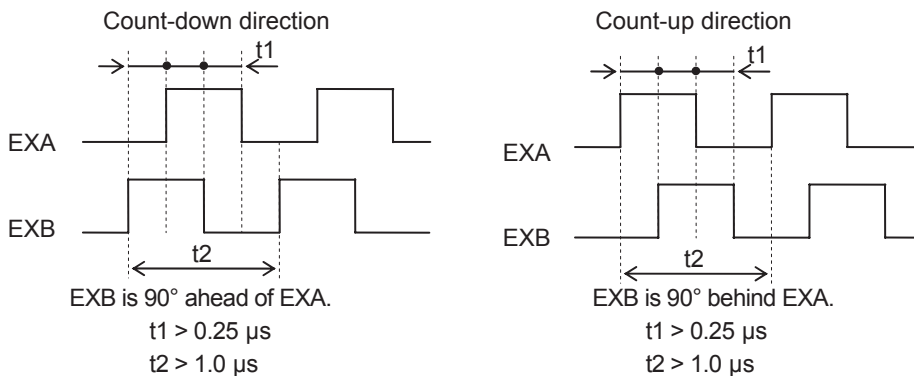 Count-down direction
t1
EXA
EXB
t2
EXB is 90° ahead of EXA.
t1 > 0.25 μs
t2 > 1.0 μs
Count-up direction
t1
EXA
EXB
t2
EXB is 90° behind EXA.
t1 > 0.25 μs
t2 > 1.0 μs